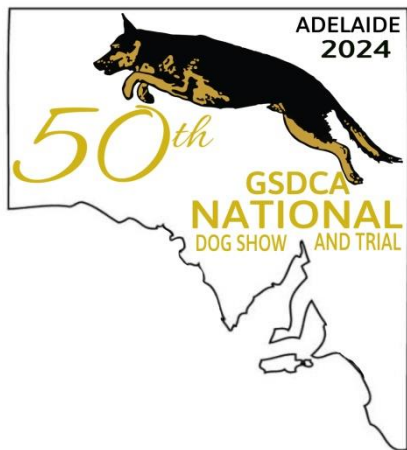 ADELAIDE
2024
50th
GSDCA
NATIONAL
DOG SHOW AND TRIAL